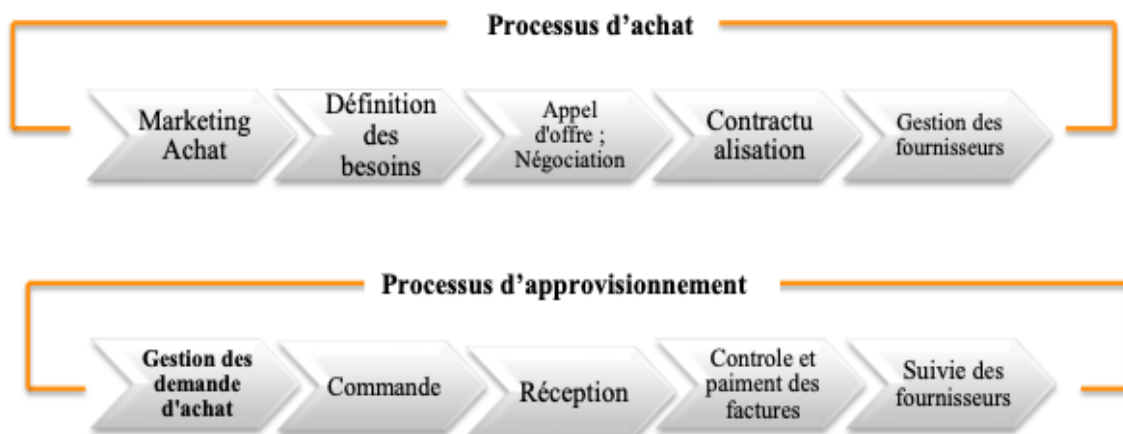 Processus d’achat
Marketing
Achat
Définition
des
besoins
Appel
d'offre ;
Négociation
Contractu
alisation
Gestion des
fournisseurs
Processus d’approvisionnement
Gestion des
demande
d'achat
Commande
Réception
Controle et
paiment des
factures
Suivie des
fournisseurs